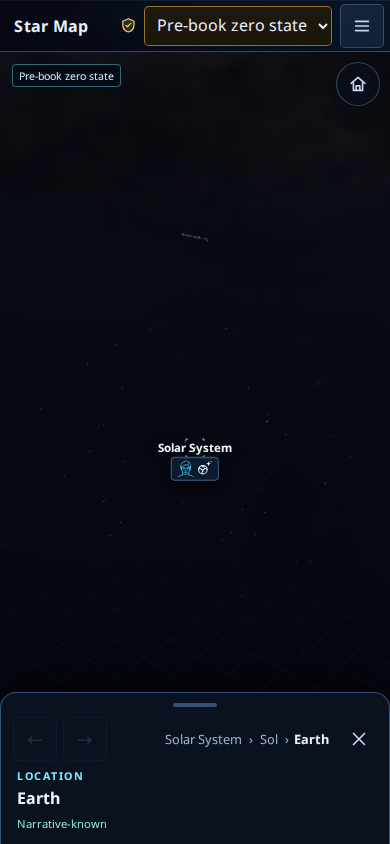 Star Map
Pre-book zero state
Pre-book zero state
Solar System
Solar System › Sol › Earth
LOCATION
Earth
Narrative-known